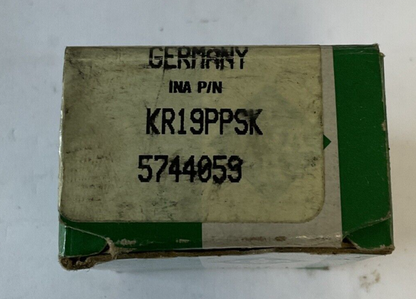 GERMANY
INA P/N
KR19PPSK
5744059